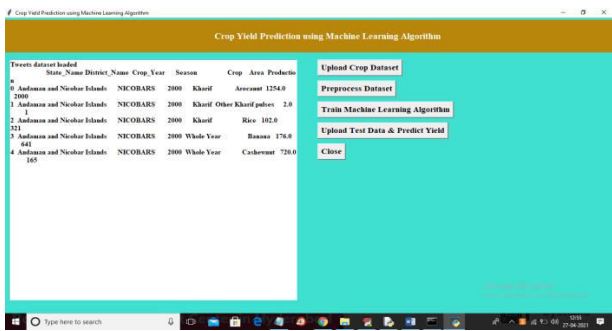 Crop Yield Prediction using Machine Learning Algorithm
Crop Yield Prediction using Machine Learning Algorithm
Tweets dataset loaded
State_Name District_Name Crop_Year Season Crop Area Productio
n
0 Andaman and Nicobar Islands NICOBARS 2000 Kharif Arecanut 1254.0
2000
1 Andaman and Nicobar Islands NICOBARS 2000 Kharif Other Kharif pulses 2.0
1
2 Andaman and Nicobar Islands NICOBARS 2000 Kharif Rice 102.0
321
3 Andaman and Nicobar Islands NICOBARS 2000 Whole Year Banana 176.0
641
4 Andaman and Nicobar Islands NICOBARS 2000 Whole Year Cashewnut 720.0
165
Upload Crop Dataset
Preprocess Dataset
Train Machine Learning Algorithm
Upload Test Data & Predict Yield
Close
Type here to search
12:55
27-04-2021